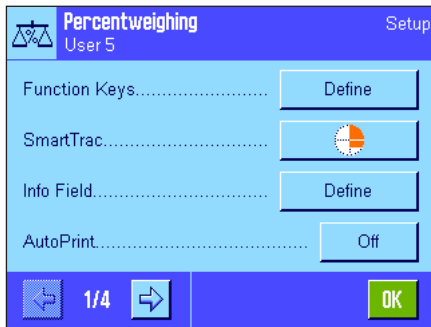 Percentweighing Setup
User 5
Function Keys........................... Define
SmartTrac................................
Info Field.................................. Define
AutoPrint........................................ Off
1/4 OK